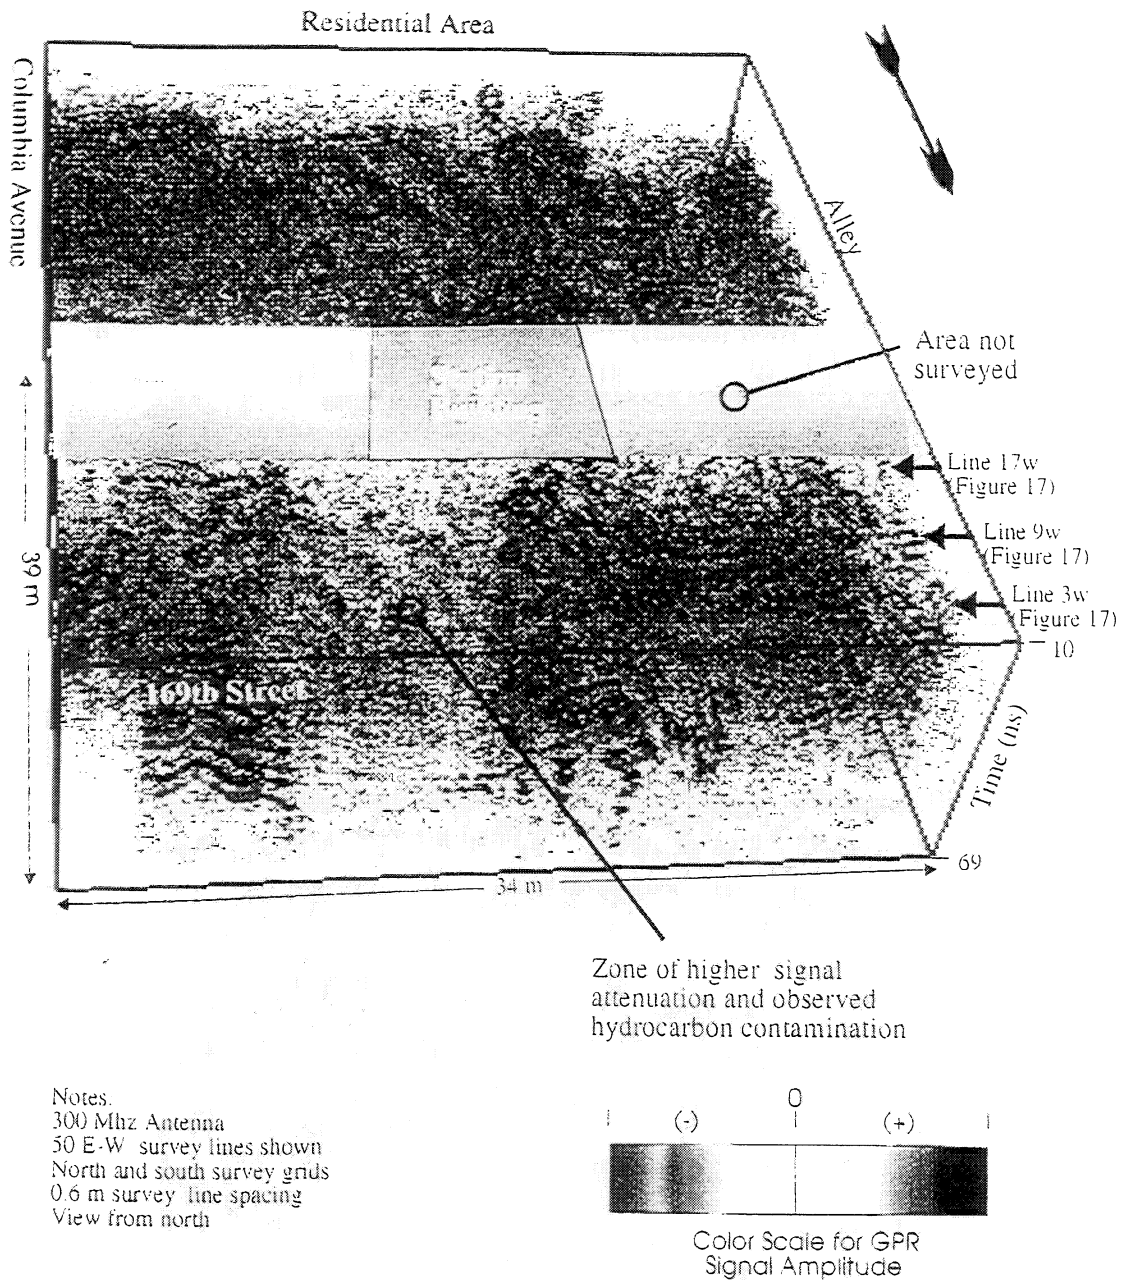 Residential Area
Columbia Avenue
Alley
Area not
surveyed
Line 17w
(Figure 17)
Line 9w
(Figure 17)
Line 3w
(Figure 17)
39 m
10
169th Street
Time (ns)
69
34 m
Zone of higher signal
attenuation and observed
hydrocarbon contamination
Notes.
300 Mhz Antenna
50 E-W survey lines shown
North and south survey grids
0.6 m survey line spacing
View from north
0
(-)
(+)
Color Scale for GPR
Signal Amplitude